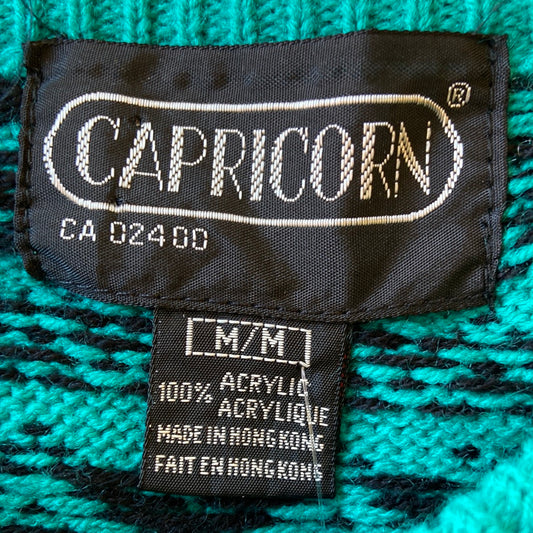 CAPRICORN ®
CA 02400
M/M
100% ACRYLIC
ACRYLIQUE
MADE IN HONG KONG
FAIT EN HONG KONG